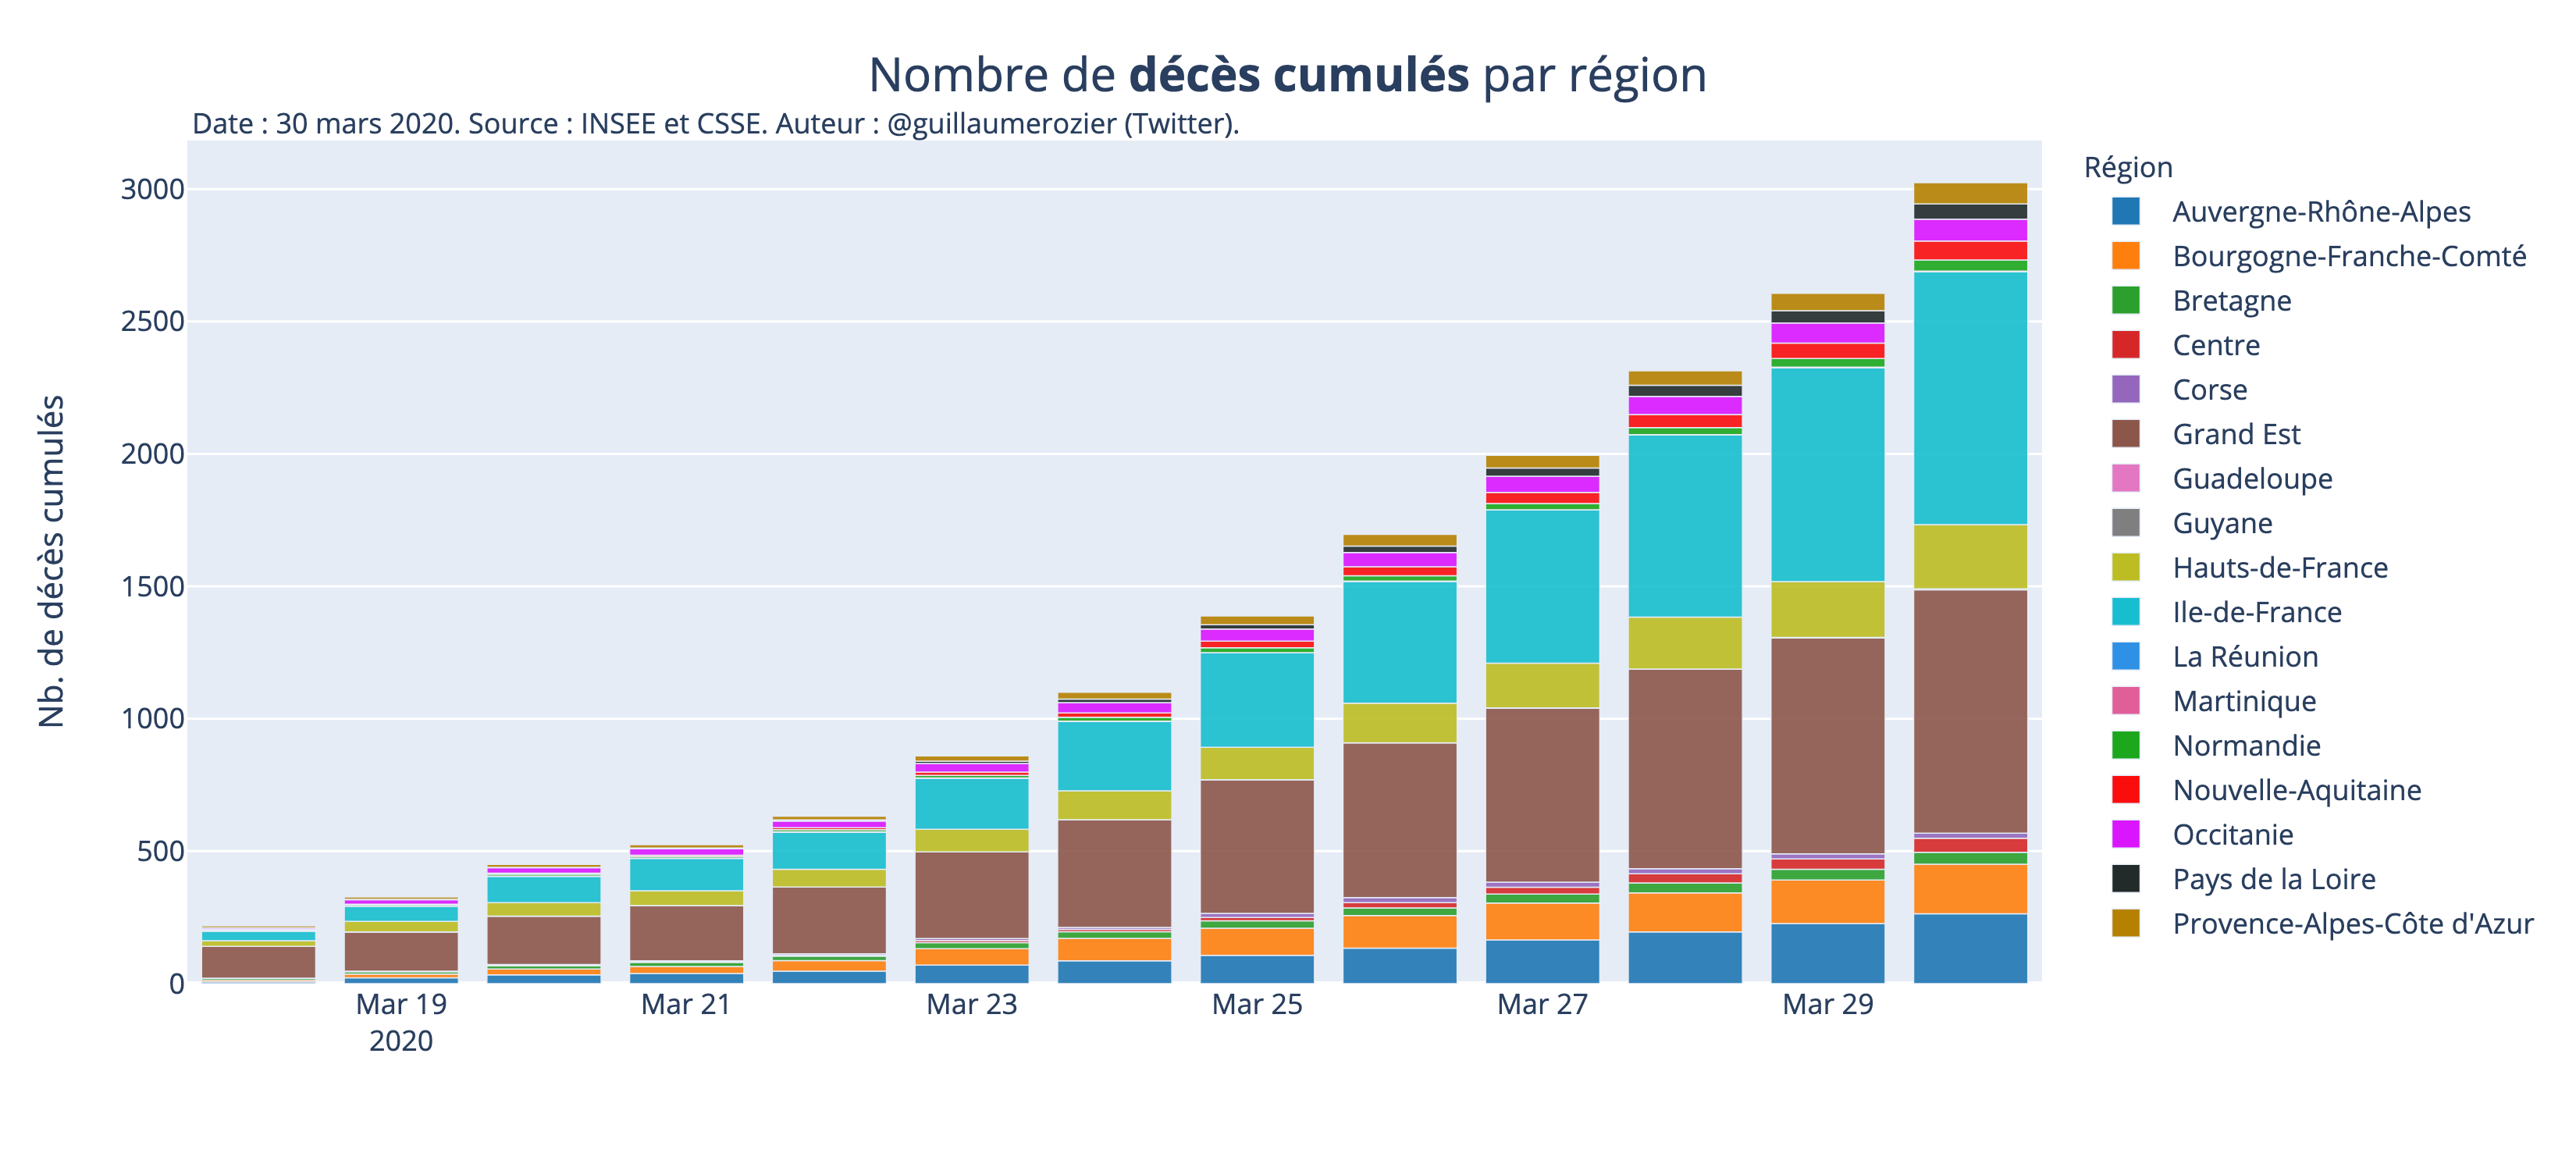 Nombre de décès cumulés par région
Date : 30 mars 2020. Source : INSEE et CSSE. Auteur : @guillaumerozier (Twitter).
Nb. de décès cumulés
3000
2500
2000
1500
1000
500
0
Mar 19
2020
Mar 21
Mar 23
Mar 25
Mar 27
Mar 29
Région
Auvergne-Rhône-Alpes
Bourgogne-Franche-Comté
Bretagne
Centre
Corse
Grand Est
Guadeloupe
Guyane
Hauts-de-France
Ile-de-France
La Réunion
Martinique
Normandie
Nouvelle-Aquitaine
Occitanie
Pays de la Loire
Provence-Alpes-Côte d'Azur